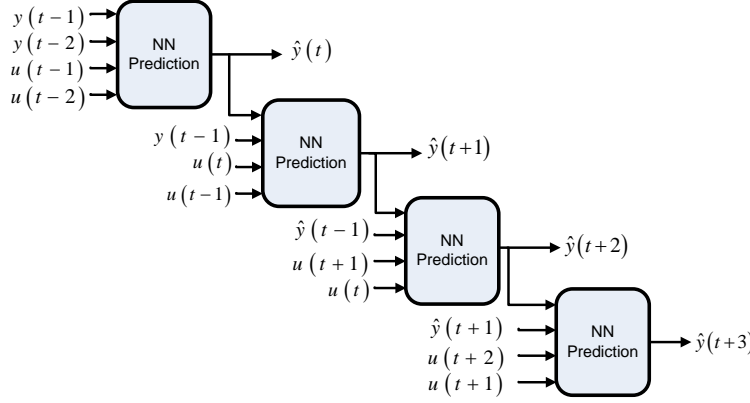 y(t−1)
y(t−2)
u(t−1)
u(t−2)
NN
Prediction
ŷ(t)
y(t−1)
u(t)
u(t−1)
NN
Prediction
ŷ(t+1)
ŷ(t−1)
u(t+1)
u(t)
NN
Prediction
ŷ(t+2)
ŷ(t+1)
u(t+2)
u(t+1)
NN
Prediction
ŷ(t+3)